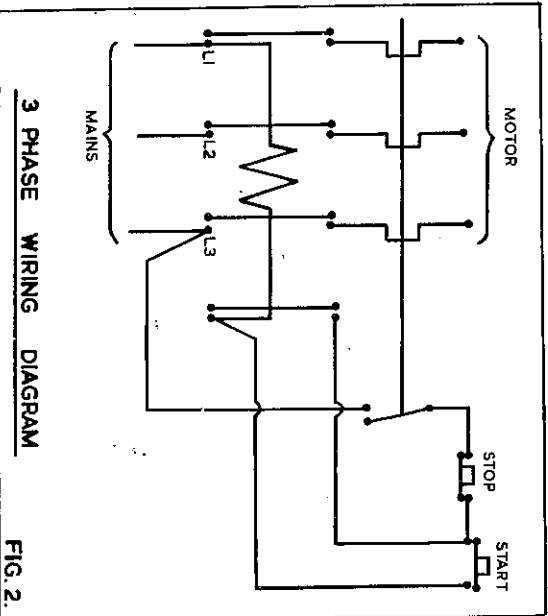 MOTOR
STOP
START
L1
L2
L3
MAINS
3 PHASE WIRING DIAGRAM
FIG. 2.